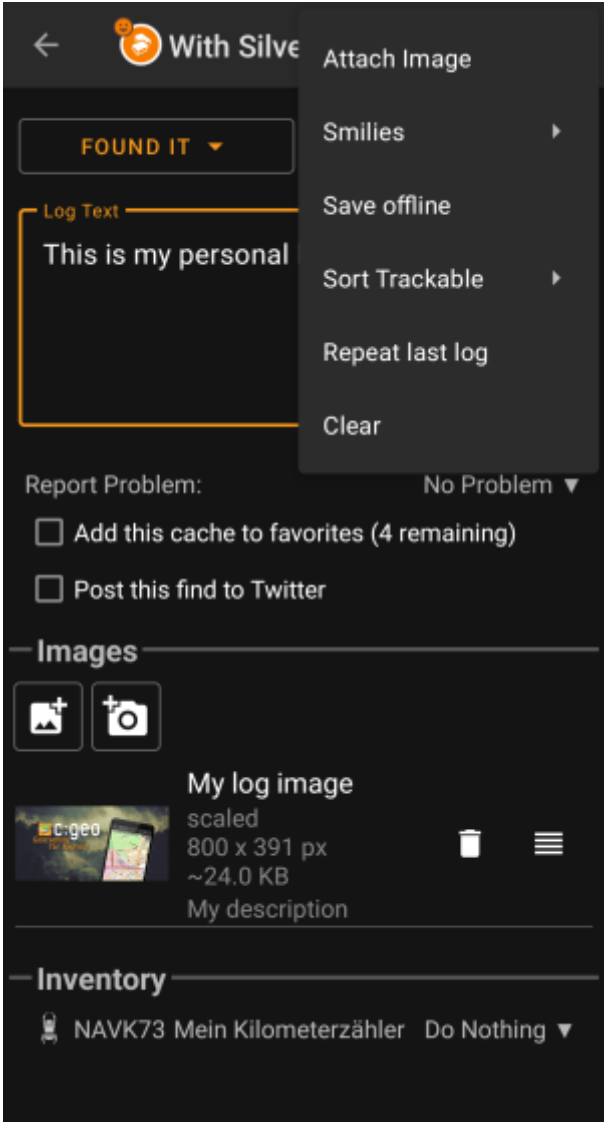 With Silve
Attach Image
Smilies
Save offline
Sort Trackable
Repeat last log
Clear
FOUND IT
Log Text
This is my personal
Report Problem:
No Problem
Add this cache to favorites (4 remaining)
Post this find to Twitter
Images
My log image
scaled
800 x 391 px
~24.0 KB
My description
c:geo
Inventory
NAVK73 Mein Kilometerzähler Do Nothing